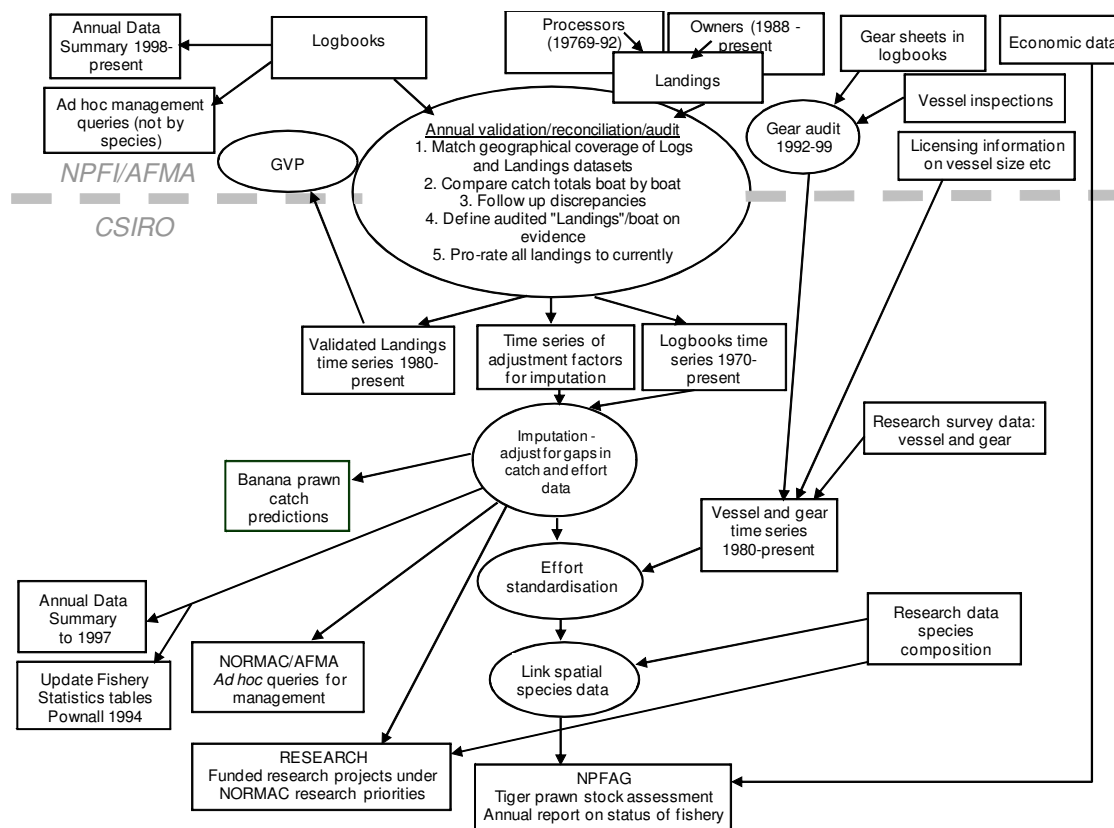 Annual Data
Summary 1998-
present
Logbooks
Processors
(19769-92)
Owners (1988 -
present
Landings
Gear sheets in
logbooks
Economic data
Ad hoc management
queries (not by
species)
Vessel inspections
Gear audit
1992-99
Licensing information
on vessel size etc
GVP
NPFI/AFMA
CSIRO
Annual validation/reconciliation/audit
1. Match geographical coverage of Logs
and Landings datasets
2. Compare catch totals boat by boat
3. Follow up discrepancies
4. Define audited "Landings"/boat on
evidence
5. Pro-rate all landings to currently
Validated Landings
time series 1980-
present
Time series of
adjustment factors
for imputation
Logbooks time
series 1970-
present
Research survey data:
vessel and gear
Imputation -
adjust for gaps in
catch and effort
data
Banana prawn
catch
predictions
Vessel and gear
time series
1980-present
Effort
standardisation
Annual Data
Summary
to 1997
Research data
species
composition
Update Fishery
Statistics tables
Pownall 1994
NORMAC/AFMA
Ad hoc queries for
management
Link spatial
species data
RESEARCH
Funded research projects under
NORMAC research priorities
NPFAG
Tiger prawn stock assessment
Annual report on status of fishery